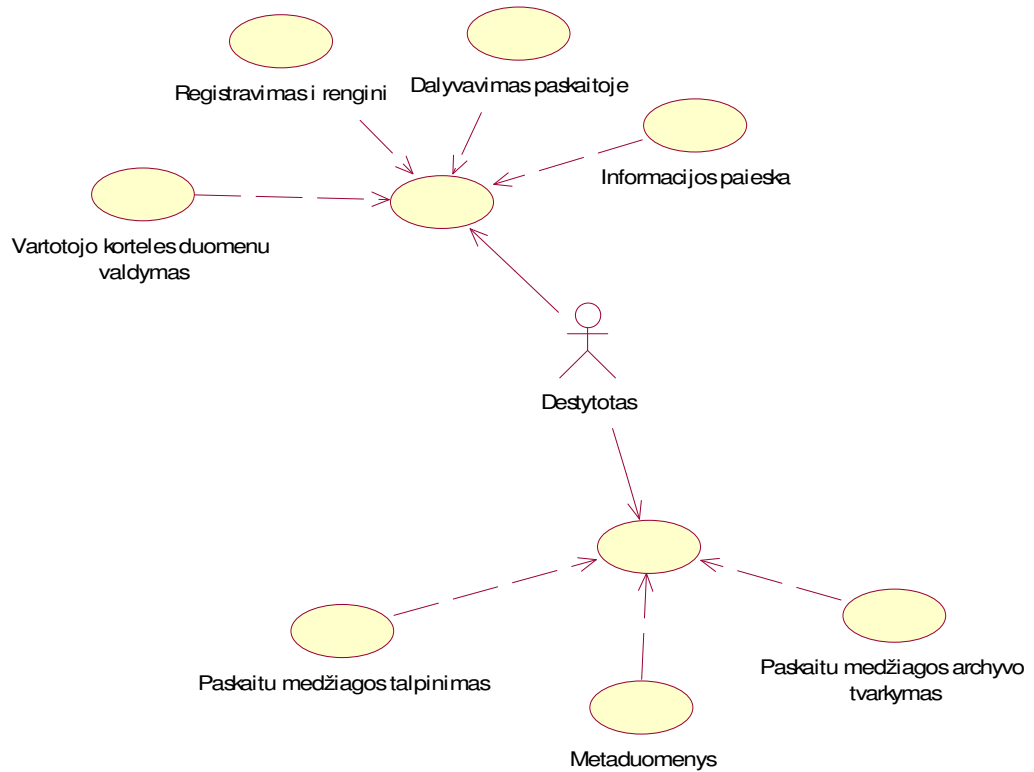 Registravimas i rengini
Dalyvavimas paskaitoje
Informacijos paieska
Vartotojo korteles duomenu
valdymas
Destytotas
Paskaitu medžiagos talpinimas
Paskaitu medžiagos archyvo
tvarkymas
Metaduomenys